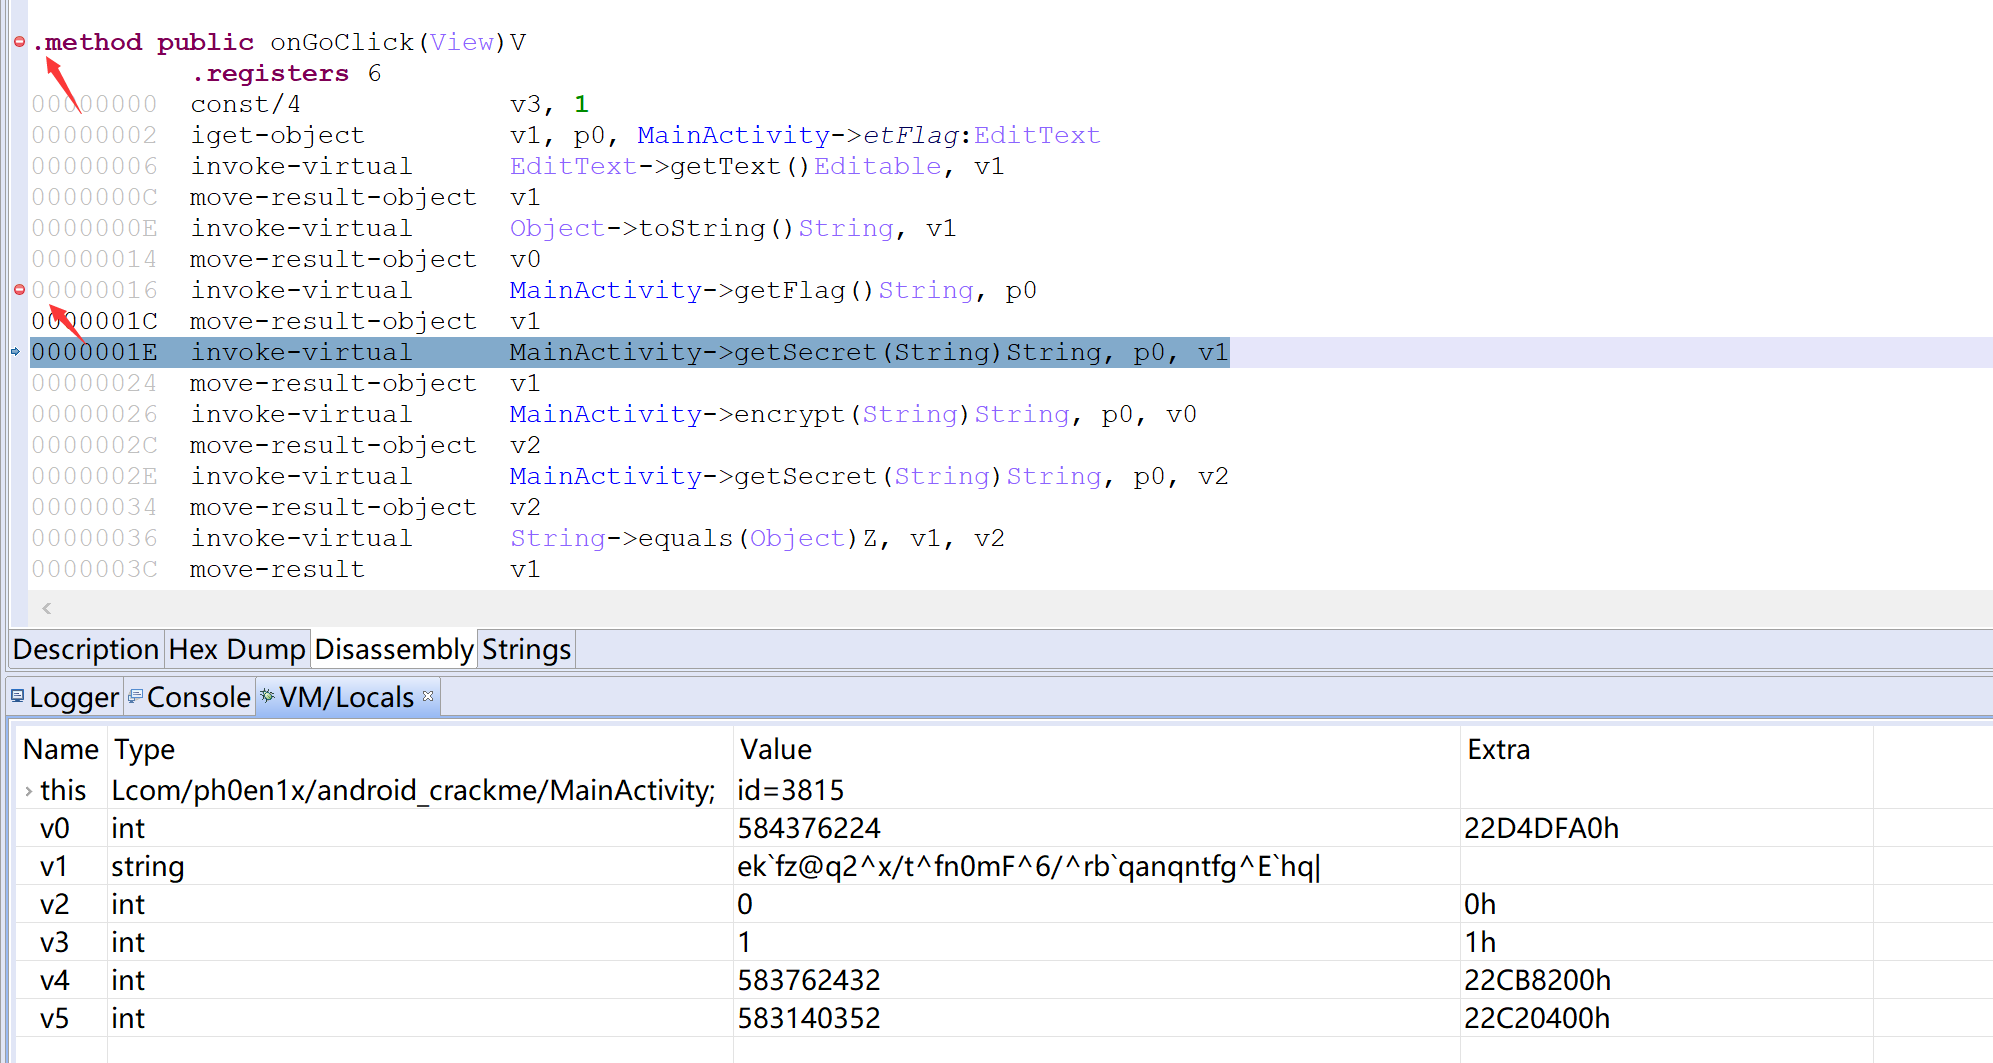 .method public onGoClick(View)V
.registers 6
00000000 const/4 v3, 1
00000002 iget-object v1, p0, MainActivity->etFlag:EditText
00000006 invoke-virtual EditText->getText()Editable, v1
0000000C move-result-object v1
0000000E invoke-virtual Object->toString()String, v1
00000014 move-result-object v0
00000016 invoke-virtual MainActivity->getFlag()String, p0
0000001C move-result-object v1
0000001E invoke-virtual MainActivity->getSecret(String)String, p0, v1
00000024 move-result-object v1
00000026 invoke-virtual MainActivity->encrypt(String)String, p0, v0
0000002C move-result-object v2
0000002E invoke-virtual MainActivity->getSecret(String)String, p0, v2
00000034 move-result-object v2
00000036 invoke-virtual String->equals(Object)Z, v1, v2
0000003C move-result v1
Description Hex Dump Disassembly Strings
Logger Console VM/Locals
Name Type Value Extra
this Lcom/ph0en1x/android_crackme/MainActivity; id=3815
v0 int 584376224 22D4DFA0h
v1 string ek`fz@q2^x/t^fn0mF^6/^rb`qanqntfg^E`hq|
v2 int 0 0h
v3 int 1 1h
v4 int 583762432 22CB8200h
v5 int 583140352 22C20400h